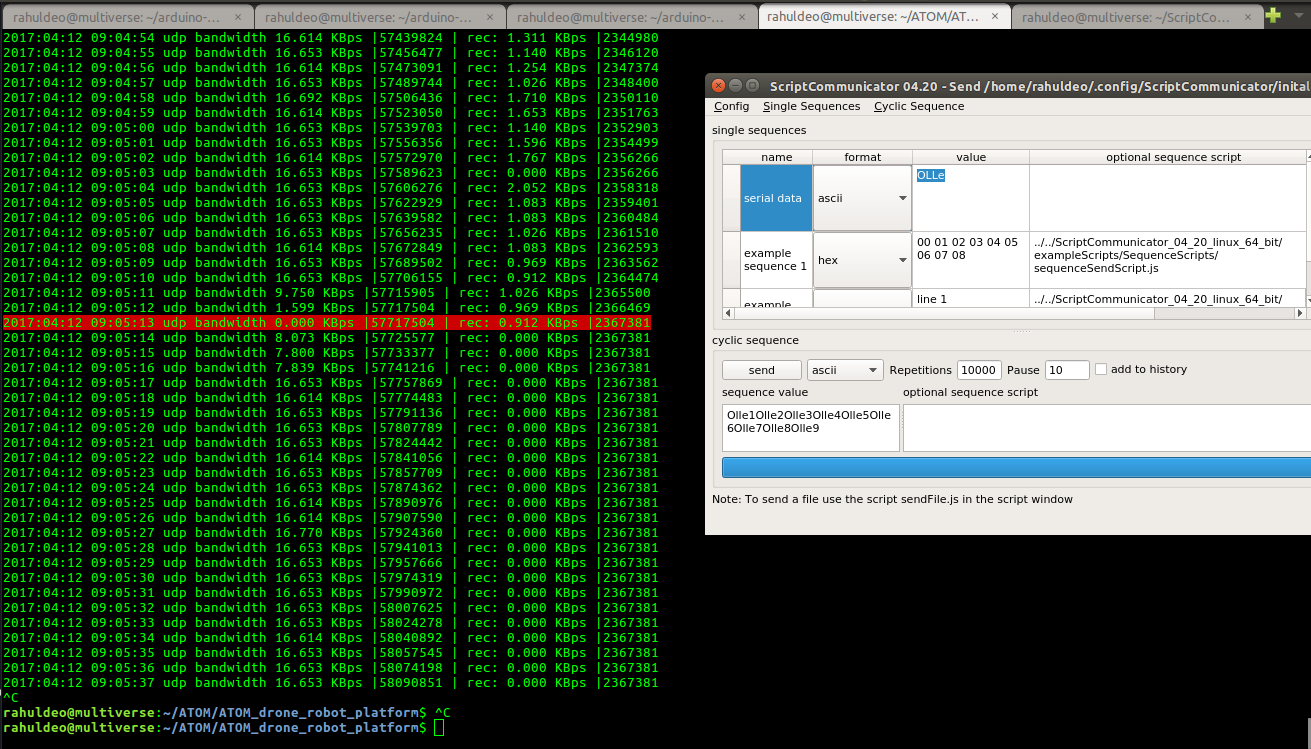 rahuldeo@multiverse: ~/arduino-... ×
rahuldeo@multiverse: ~/arduino-... ×
rahuldeo@multiverse: ~/arduino-... ×
rahuldeo@multiverse: ~/ATOM/AT... ×
rahuldeo@multiverse: ~/ScriptCo... ×
2017:04:12 09:04:54 udp bandwidth 16.614 KBps |57439824 | rec: 1.311 KBps |2344980
2017:04:12 09:04:55 udp bandwidth 16.653 KBps |57456477 | rec: 1.140 KBps |2346120
2017:04:12 09:04:56 udp bandwidth 16.614 KBps |57473091 | rec: 1.254 KBps |2347374
2017:04:12 09:04:57 udp bandwidth 16.653 KBps |57489744 | rec: 1.026 KBps |2348400
2017:04:12 09:04:58 udp bandwidth 16.692 KBps |57506436 | rec: 1.710 KBps |2350110
2017:04:12 09:04:59 udp bandwidth 16.614 KBps |57523050 | rec: 1.653 KBps |2351763
2017:04:12 09:05:00 udp bandwidth 16.653 KBps |57539703 | rec: 1.140 KBps |2352903
2017:04:12 09:05:01 udp bandwidth 16.653 KBps |57556356 | rec: 1.596 KBps |2354499
2017:04:12 09:05:02 udp bandwidth 16.614 KBps |57572970 | rec: 1.767 KBps |2356266
2017:04:12 09:05:03 udp bandwidth 16.653 KBps |57589623 | rec: 0.000 KBps |2356266
2017:04:12 09:05:04 udp bandwidth 16.653 KBps |57606276 | rec: 2.052 KBps |2358318
2017:04:12 09:05:05 udp bandwidth 16.653 KBps |57622929 | rec: 1.083 KBps |2359401
2017:04:12 09:05:06 udp bandwidth 16.653 KBps |57639582 | rec: 1.083 KBps |2360484
2017:04:12 09:05:07 udp bandwidth 16.653 KBps |57656235 | rec: 1.026 KBps |2361510
2017:04:12 09:05:08 udp bandwidth 16.614 KBps |57672849 | rec: 1.083 KBps |2362593
2017:04:12 09:05:09 udp bandwidth 16.653 KBps |57689502 | rec: 0.969 KBps |2363562
2017:04:12 09:05:10 udp bandwidth 16.653 KBps |57706155 | rec: 0.912 KBps |2364474
2017:04:12 09:05:11 udp bandwidth 9.750 KBps |57715905 | rec: 1.026 KBps |2365500
2017:04:12 09:05:12 udp bandwidth 1.599 KBps |57717504 | rec: 0.969 KBps |2366469
2017:04:12 09:05:13 udp bandwidth 0.000 KBps |57717504 | rec: 0.912 KBps |2367381
2017:04:12 09:05:14 udp bandwidth 8.073 KBps |57725577 | rec: 0.000 KBps |2367381
2017:04:12 09:05:15 udp bandwidth 7.800 KBps |57733377 | rec: 0.000 KBps |2367381
2017:04:12 09:05:16 udp bandwidth 7.839 KBps |57741216 | rec: 0.000 KBps |2367381
2017:04:12 09:05:17 udp bandwidth 16.653 KBps |57757869 | rec: 0.000 KBps |2367381
2017:04:12 09:05:18 udp bandwidth 16.614 KBps |57774483 | rec: 0.000 KBps |2367381
2017:04:12 09:05:19 udp bandwidth 16.653 KBps |57791136 | rec: 0.000 KBps |2367381
2017:04:12 09:05:20 udp bandwidth 16.653 KBps |57807789 | rec: 0.000 KBps |2367381
2017:04:12 09:05:21 udp bandwidth 16.653 KBps |57824442 | rec: 0.000 KBps |2367381
2017:04:12 09:05:22 udp bandwidth 16.614 KBps |57841056 | rec: 0.000 KBps |2367381
2017:04:12 09:05:23 udp bandwidth 16.653 KBps |57857709 | rec: 0.000 KBps |2367381
2017:04:12 09:05:24 udp bandwidth 16.653 KBps |57874362 | rec: 0.000 KBps |2367381
2017:04:12 09:05:25 udp bandwidth 16.614 KBps |57890976 | rec: 0.000 KBps |2367381
2017:04:12 09:05:26 udp bandwidth 16.614 KBps |57907590 | rec: 0.000 KBps |2367381
2017:04:12 09:05:27 udp bandwidth 16.770 KBps |57924360 | rec: 0.000 KBps |2367381
2017:04:12 09:05:28 udp bandwidth 16.653 KBps |57941013 | rec: 0.000 KBps |2367381
2017:04:12 09:05:29 udp bandwidth 16.653 KBps |57957666 | rec: 0.000 KBps |2367381
2017:04:12 09:05:30 udp bandwidth 16.653 KBps |57974319 | rec: 0.000 KBps |2367381
2017:04:12 09:05:31 udp bandwidth 16.653 KBps |57990972 | rec: 0.000 KBps |2367381
2017:04:12 09:05:32 udp bandwidth 16.653 KBps |58007625 | rec: 0.000 KBps |2367381
2017:04:12 09:05:33 udp bandwidth 16.653 KBps |58024278 | rec: 0.000 KBps |2367381
2017:04:12 09:05:34 udp bandwidth 16.614 KBps |58040892 | rec: 0.000 KBps |2367381
2017:04:12 09:05:35 udp bandwidth 16.653 KBps |58057545 | rec: 0.000 KBps |2367381
2017:04:12 09:05:36 udp bandwidth 16.653 KBps |58074198 | rec: 0.000 KBps |2367381
2017:04:12 09:05:37 udp bandwidth 16.653 KBps |58090851 | rec: 0.000 KBps |2367381
^C
rahuldeo@multiverse:~/ATOM/ATOM_drone_robot_platform$ ^C
rahuldeo@multiverse:~/ATOM/ATOM_drone_robot_platform$
ScriptCommunicator 04.20 - Send /home/rahuldeo/.config/ScriptCommunicator/inital
Config Single Sequences Cyclic Sequence
single sequences
name format value optional sequence script
serial data ascii OLLe
example
sequence 1
hex
00 01 02 03 04 05
06 07 08
../../ScriptCommunicator_04_20_linux_64_bit/
exampleScripts/SequenceScripts/
sequenceSendScript.js
example
line 1
../../ScriptCommunicator_04_20_linux_64_bit/
cyclic sequence
send ascii Repetitions 10000 Pause 10 add to history
sequence value optional sequence script
Olle1Olle2Olle3Olle4Olle5Olle
6Olle7Olle8Olle9
Note: To send a file use the script sendFile.js in the script window